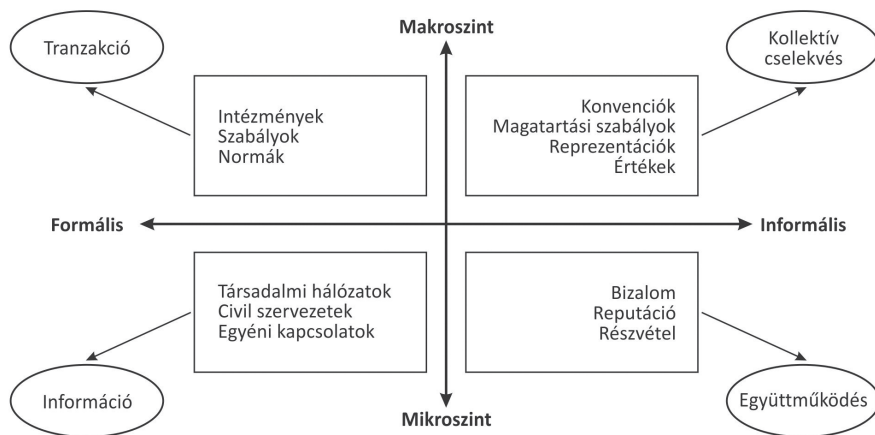 Tranzakció
Makroszint
Kollektív
cselekvés
Intézmények
Szabályok
Normák
Konvenciók
Magatartási szabályok
Reprezentációk
Értékek
Formális
Informális
Társadalmi hálózatok
Civil szervezetek
Egyéni kapcsolatok
Bizalom
Reputáció
Részvétel
Információ
Mikroszint
Együttműködés